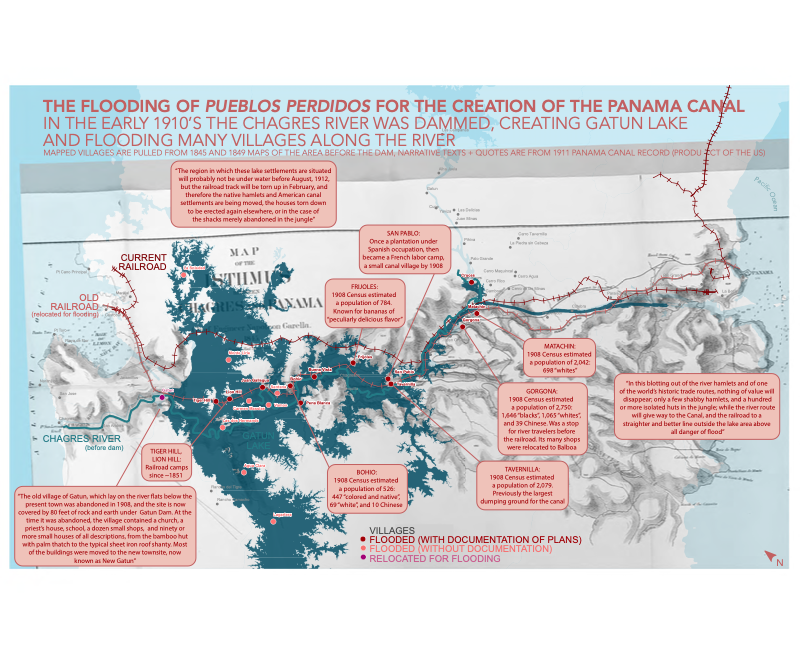 THE FLOODING OF PUEBLOS PERDIDOS FOR THE CREATION OF THE PANAMA CANAL
IN THE EARLY 1910'S THE CHAGRES RIVER WAS DAMMED, CREATING GATUN LAKE
AND FLOODING MANY VILLAGES ALONG THE RIVER
MAPPED VILLAGES ARE PULLED FROM 1845 AND 1849 MAPS OF THE AREA BEFORE THE DAM, NARRATIVE TEXTS + QUOTES ARE FROM 1911 PANAMA CANAL RECORD (PRODUCT OF THE US)
"The region in which these lake settlements are situated
will probably not be under water before August, 1912,
but the railroad track will be torn up in February, and
therefore the native hamlets and American canal
settlements are being moved, the houses torn down
to be erected again elsewhere, or in the case of
the shacks merely abandoned in the jungle"
Pacific Ocean
SAN PABLO:
Once a plantation under
Spanish occupation, then
became a French labor camp,
a small canal village by 1908
CURRENT
RAILROAD
MAP
OF THE
ISTHMUS
PANAMA
OLD
RAILROAD
(relocated for flooding)
FRIJOLES:
1908 Census estimated
a population of 784.
Known for bananas of
"peculiarly delicious flavor"
PANAMA
Matachin
Gorgona
MATACHIN:
1908 Census estimated
a population of 2,042:
698 "whites"
Frijoles
Buena Vista
San Pablo
Tavernilla
Pena Blanca
GORGONA:
1908 Census estimated
a population of 2,750:
1,646 "blacks", 1,065 "whites",
and 39 Chinese. Was a stop
for river travelers before
the railroad. Its many shops
were relocated to Balboa
"In this blotting out of the river hamlets and of one
of the world's historic trade routes, nothing of value will
disappear; only a few shabby hamlets, and a hundred
or more isolated huts in the jungle; while the river route
will give way to the Canal, and the railroad to a
straighter and better line outside the lake area above
all danger of flood"
CHAGRES RIVER
(before dam)
TIGER HILL,
LION HILL:
Railroad camps
since ~1851
BOHIO:
1908 Census estimated
a population of 526:
447 "colored and native",
69 "white", and 10 Chinese
TAVERNILLA:
1908 Census estimated
a population of 2,079.
Previously the largest
dumping ground for the canal
"The old village of Gatun, which lay on the river flats below the
present town was abandoned in 1908, and the site is now
covered by 80 feet of rock and earth under Gatun Dam. At the
time it was abandoned, the village contained a church, a
priest's house, school, a dozen small shops, and ninety or
more small houses of all descriptions, from the bamboo hut
with palm thatch to the typical sheet iron roof shanty. Most
of the buildings were moved to the new townsite, now
known as New Gatun"
VILLAGES
FLOODED (WITH DOCUMENTATION OF PLANS)
FLOODED (WITHOUT DOCUMENTATION)
RELOCATED FOR FLOODING
N